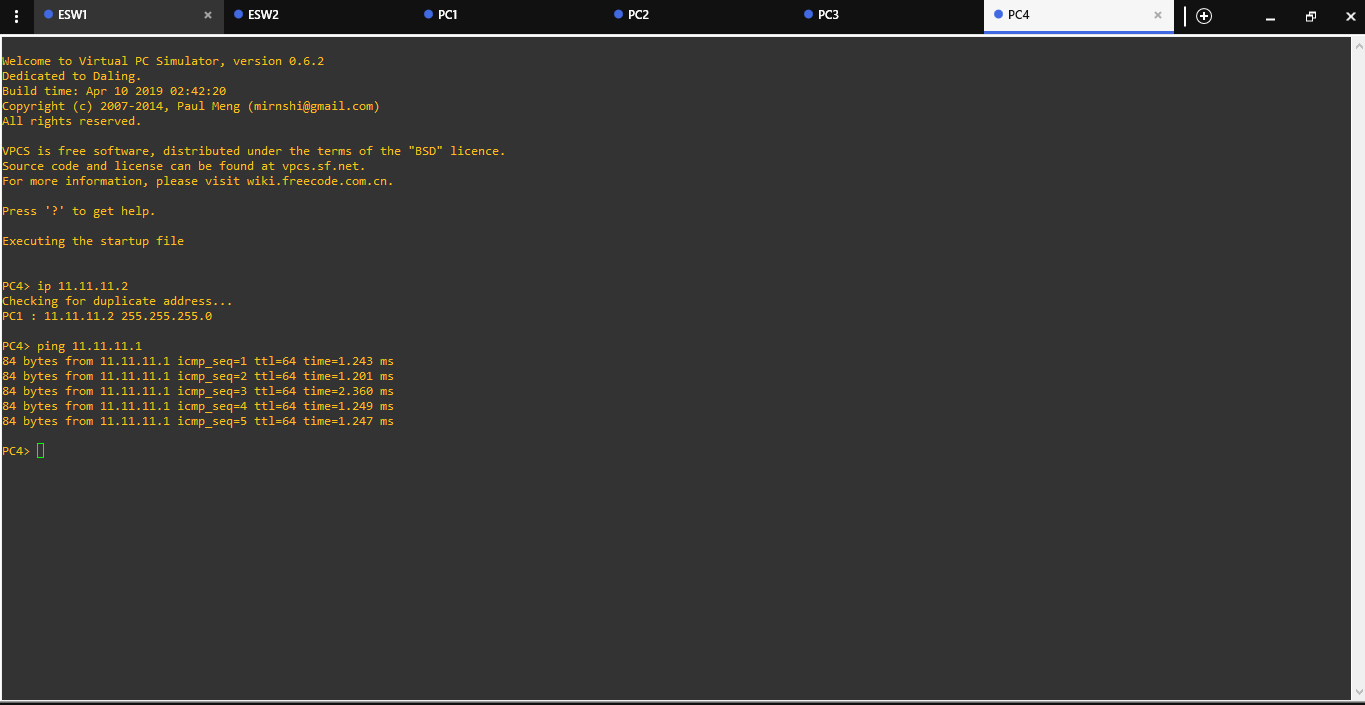 ESW1 ESW2 PC1 PC2 PC3 PC4
Welcome to Virtual PC Simulator, version 0.6.2
Dedicated to Daling.
Build time: Apr 10 2019 02:42:20
Copyright (c) 2007-2014, Paul Meng (mirnshi@gmail.com)
All rights reserved.
VPCS is free software, distributed under the terms of the "BSD" licence.
Source code and license can be found at vpcs.sf.net.
For more information, please visit wiki.freecode.com.cn.
Press '?' to get help.
Executing the startup file
PC4> ip 11.11.11.2
Checking for duplicate address...
PC1 : 11.11.11.2 255.255.255.0
PC4> ping 11.11.11.1
84 bytes from 11.11.11.1 icmp_seq=1 ttl=64 time=1.243 ms
84 bytes from 11.11.11.1 icmp_seq=2 ttl=64 time=1.201 ms
84 bytes from 11.11.11.1 icmp_seq=3 ttl=64 time=2.360 ms
84 bytes from 11.11.11.1 icmp_seq=4 ttl=64 time=1.249 ms
84 bytes from 11.11.11.1 icmp_seq=5 ttl=64 time=1.247 ms
PC4>